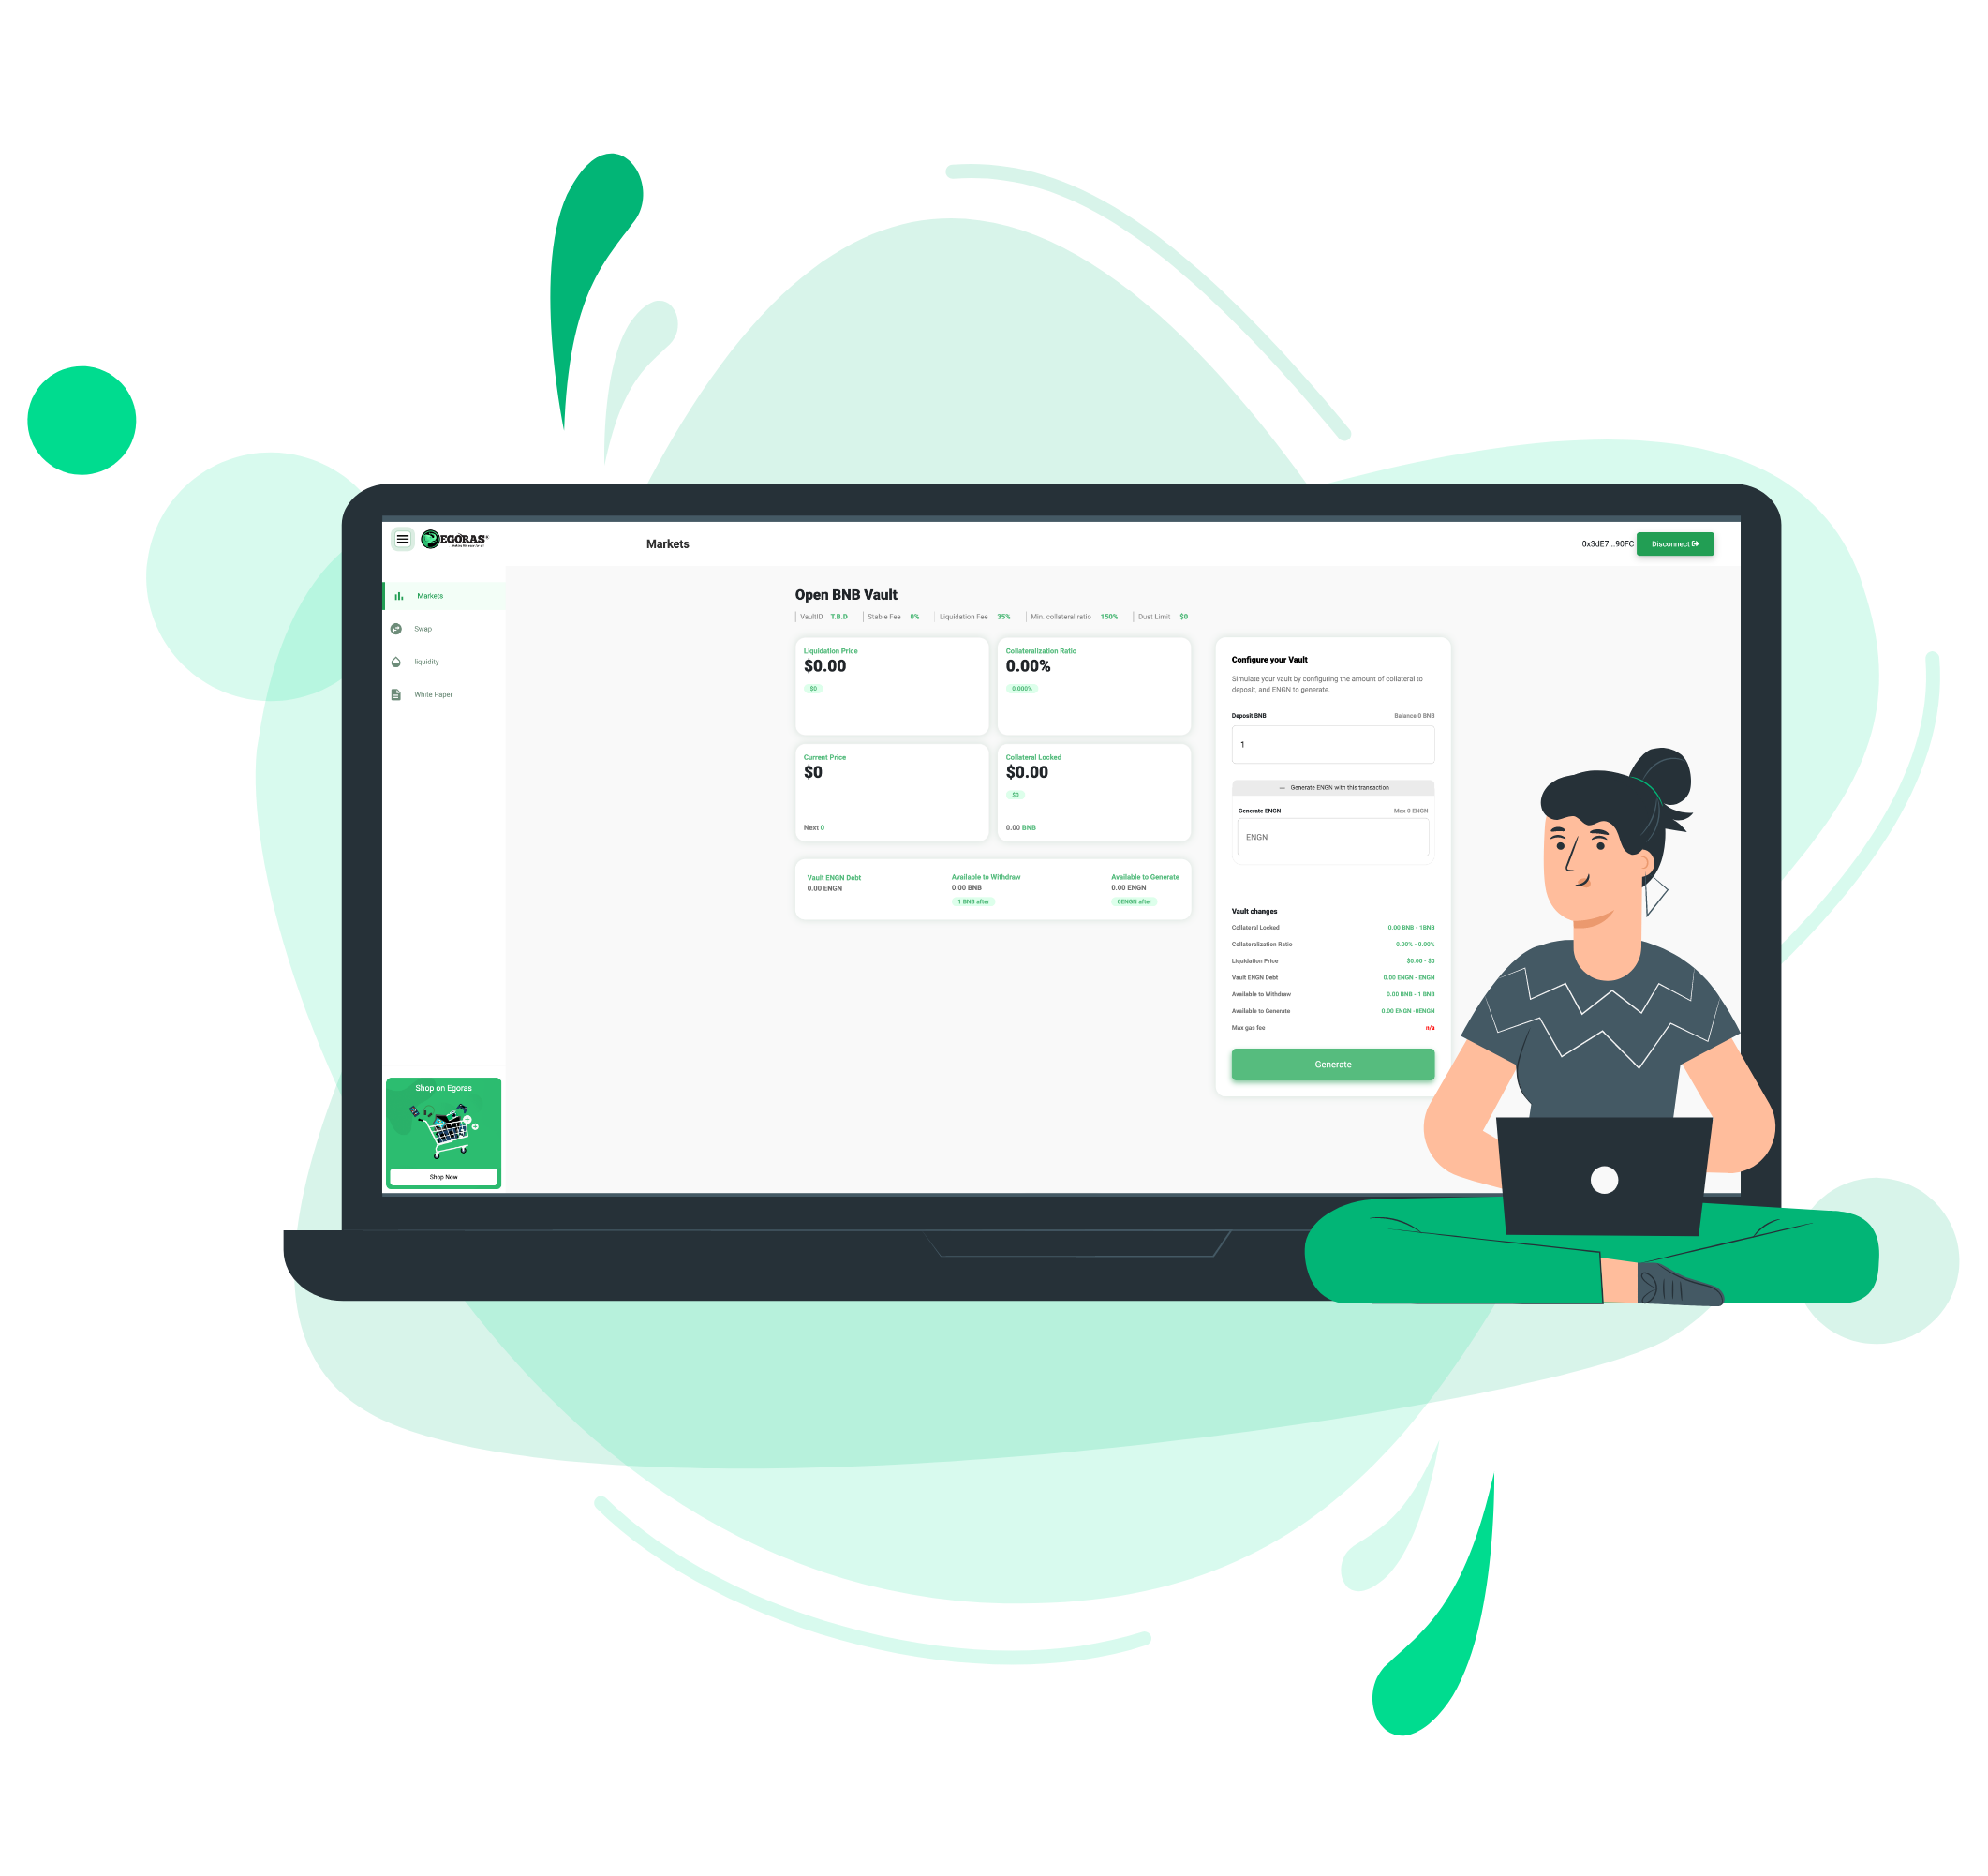 EGORAS
Markets
0x3dE7...90FC
Disconnect
Markets
Swap
liquidity
White Paper
Open BNB Vault
VaultID T.B.D Stable Fee 0% Liquidation Fee 35% Min. collateral ratio 150% Dust Limit $0
Liquidation Price
$0.00
$0
Collateralization Ratio
0.00%
0.000%
Current Price
$0
Next 0
Collateral Locked
$0.00
$0
0.00 BNB
Vault ENGN Debt
0.00 ENGN
Available to Withdraw
0.00 BNB
1 BNB after
Available to Generate
0.00 ENGN
0ENGN after
Configure your Vault
Simulate your vault by configuring the amount of collateral to
deposit, and ENGN to generate.
Deposit BNB Balance 0 BNB
1
— Generate ENGN with this transaction
Generate ENGN Max 0 ENGN
ENGN
Vault changes
Collateral Locked 0.00 BNB - 1BNB
Collateralization Ratio 0.00% - 0.00%
Liquidation Price $0.00 - $0
Vault ENGN Debt 0.00 ENGN - ENGN
Available to Withdraw 0.00 BNB - 1 BNB
Available to Generate 0.00 ENGN -0ENGN
Max gas fee n/a
Generate
Shop on Egoras
Shop Now